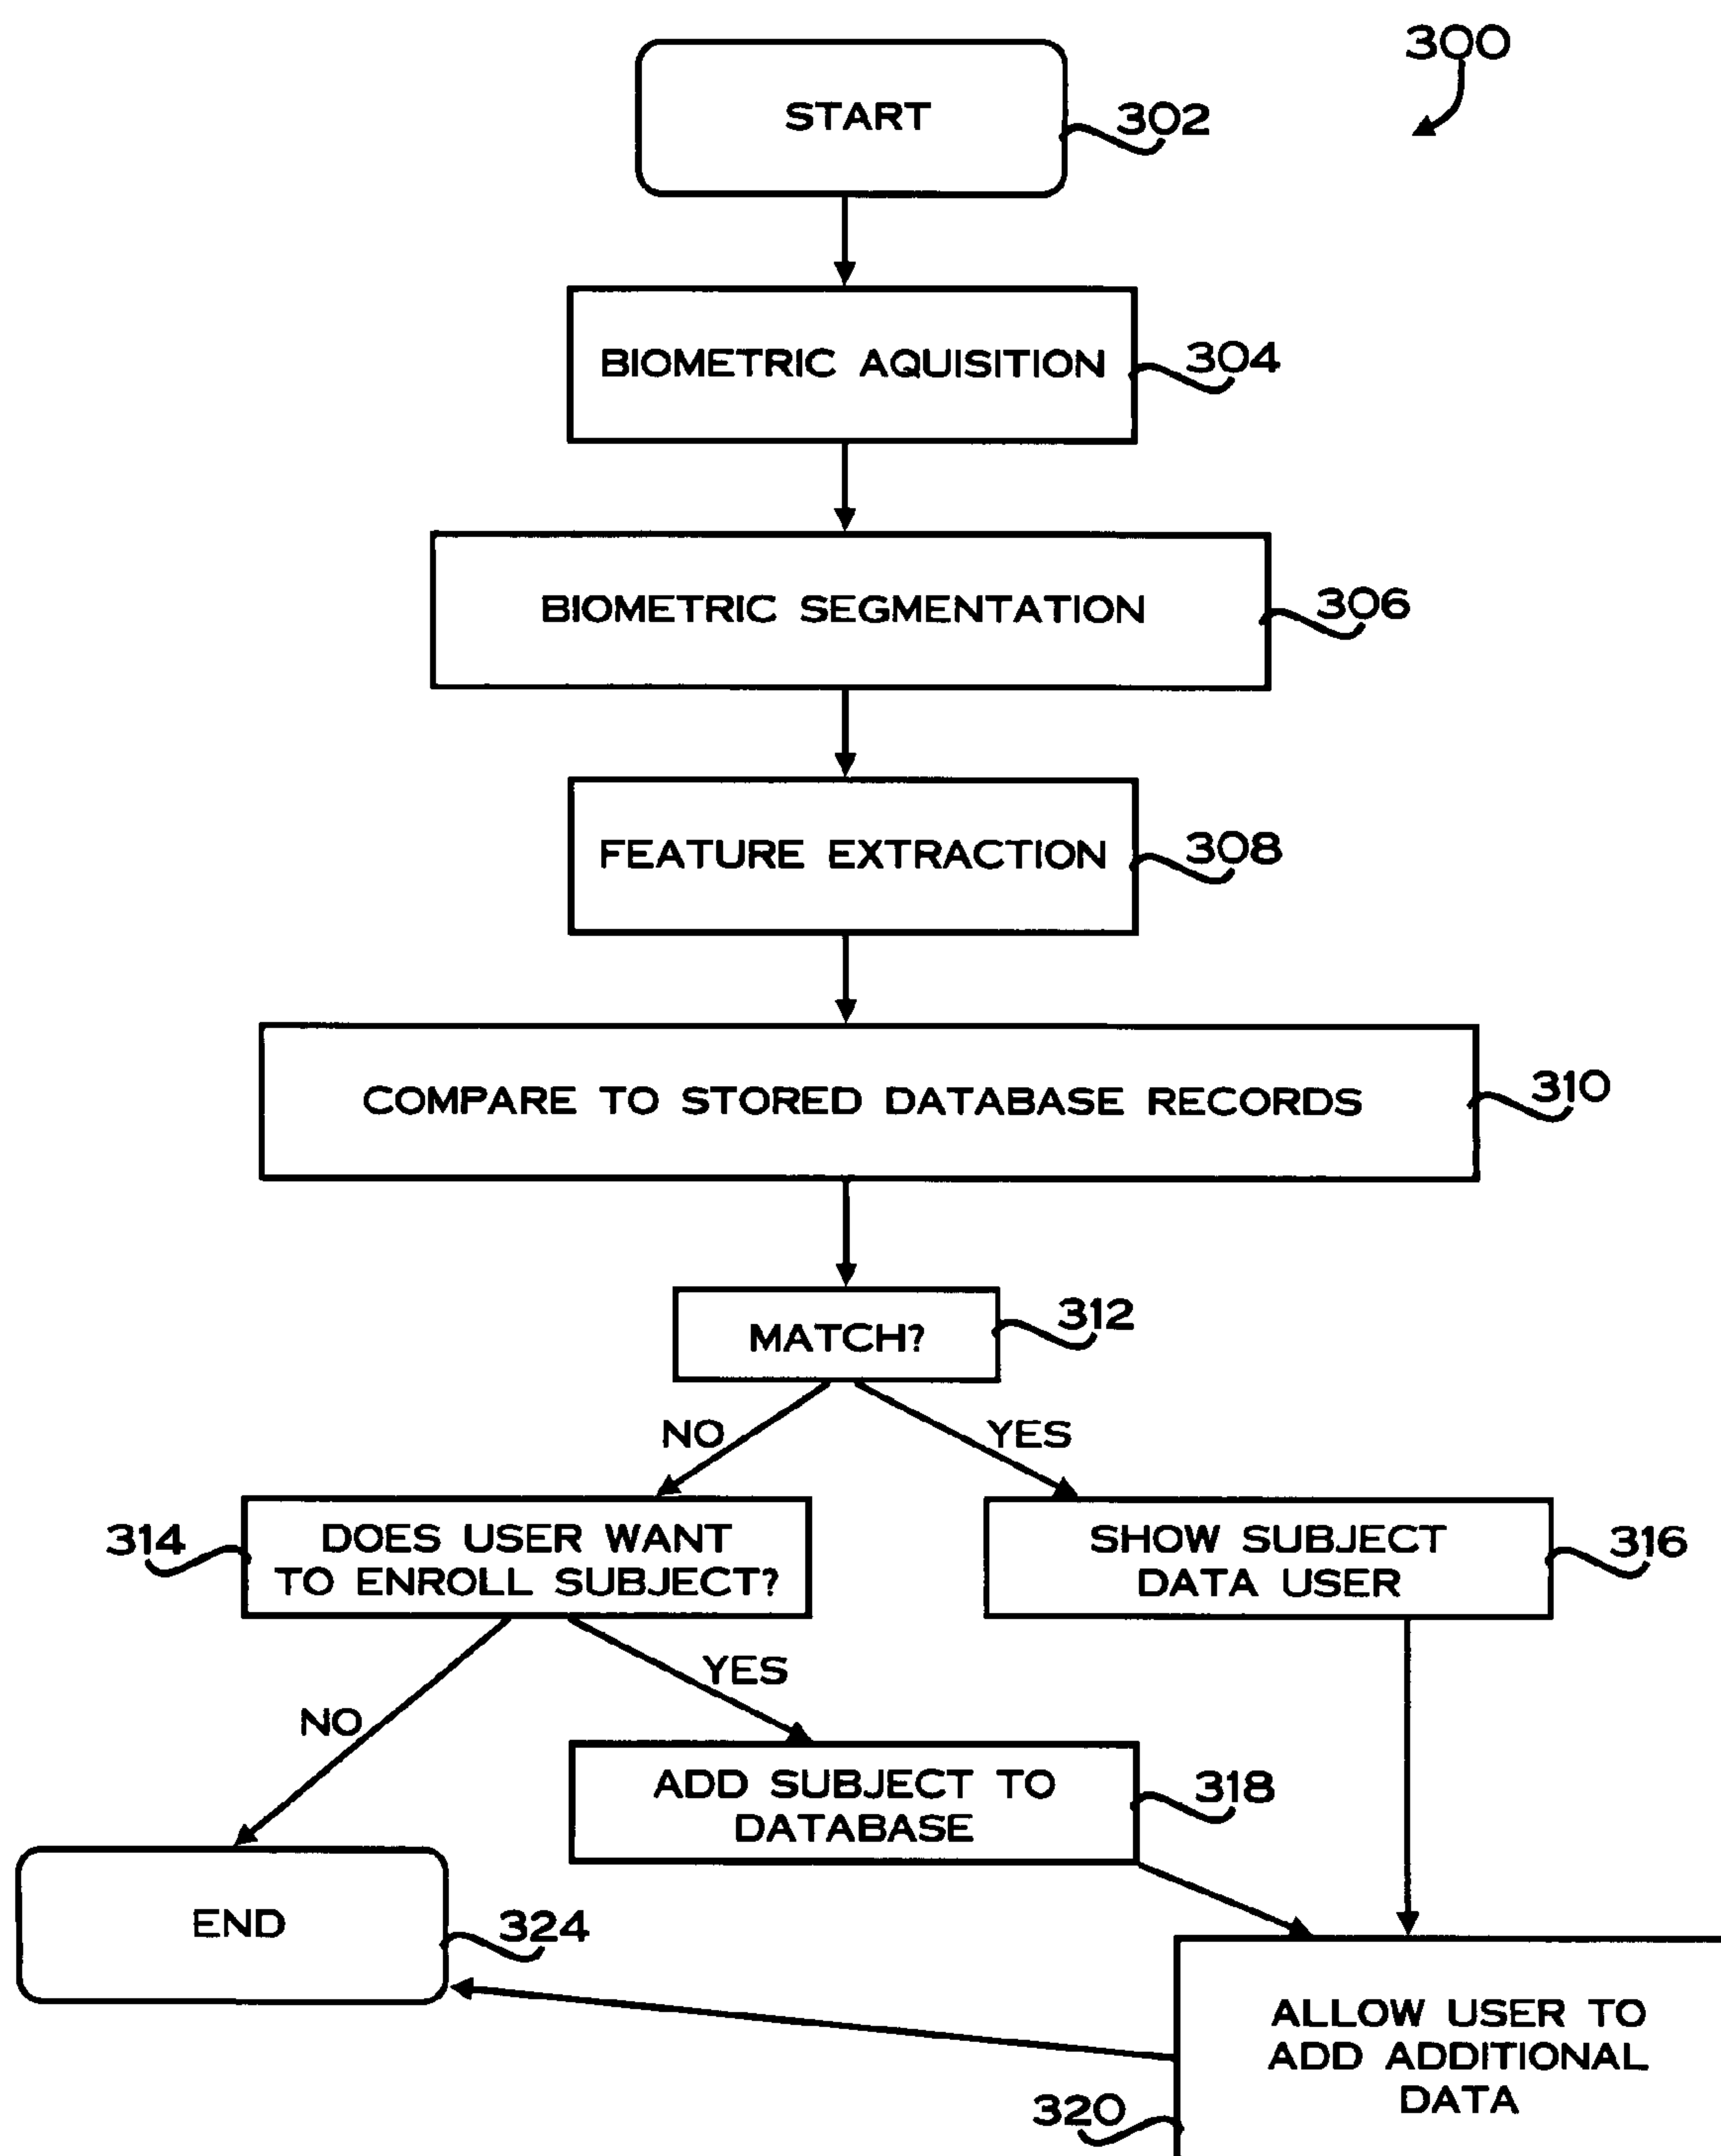 300
START
302
BIOMETRIC AQUISITION
304
BIOMETRIC SEGMENTATION
306
FEATURE EXTRACTION
308
COMPARE TO STORED DATABASE RECORDS
310
MATCH?
312
NO
YES
314
DOES USER WANT
TO ENROLL SUBJECT?
SHOW SUBJECT
DATA USER
316
NO
YES
ADD SUBJECT TO
DATABASE
318
END
324
ALLOW USER TO
ADD ADDITIONAL
DATA
320